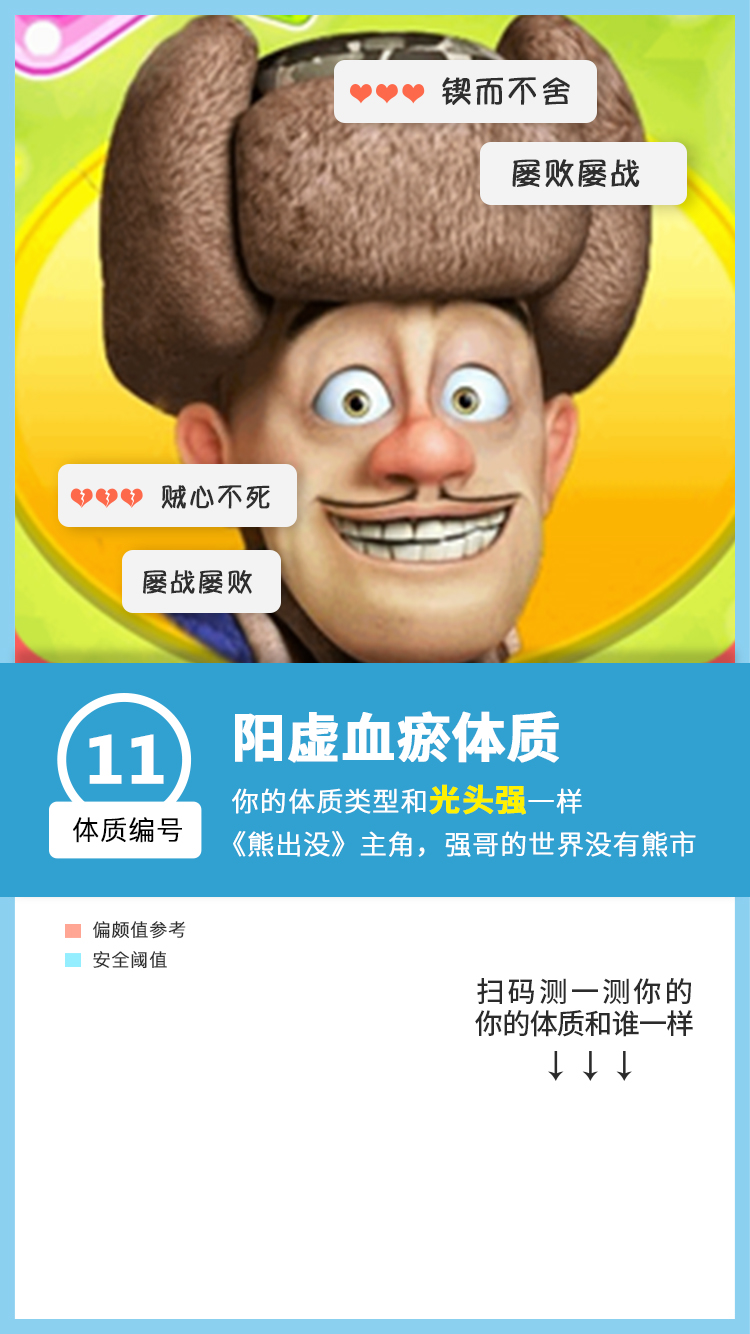 锲而不舍
屡败屡战
贼心不死
屡战屡败
11
体质编号
阳虚血瘀体质
你的体质类型和光头强一样
《熊出没》主角，强哥的世界没有熊市
偏颇值参考
安全阈值
扫码测一测你的
你的体质和谁一样
↓ ↓ ↓